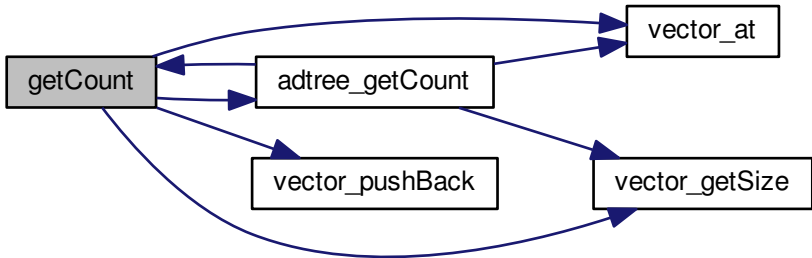 vector_at
getCount
adtree_getCount
vector_pushBack
vector_getSize